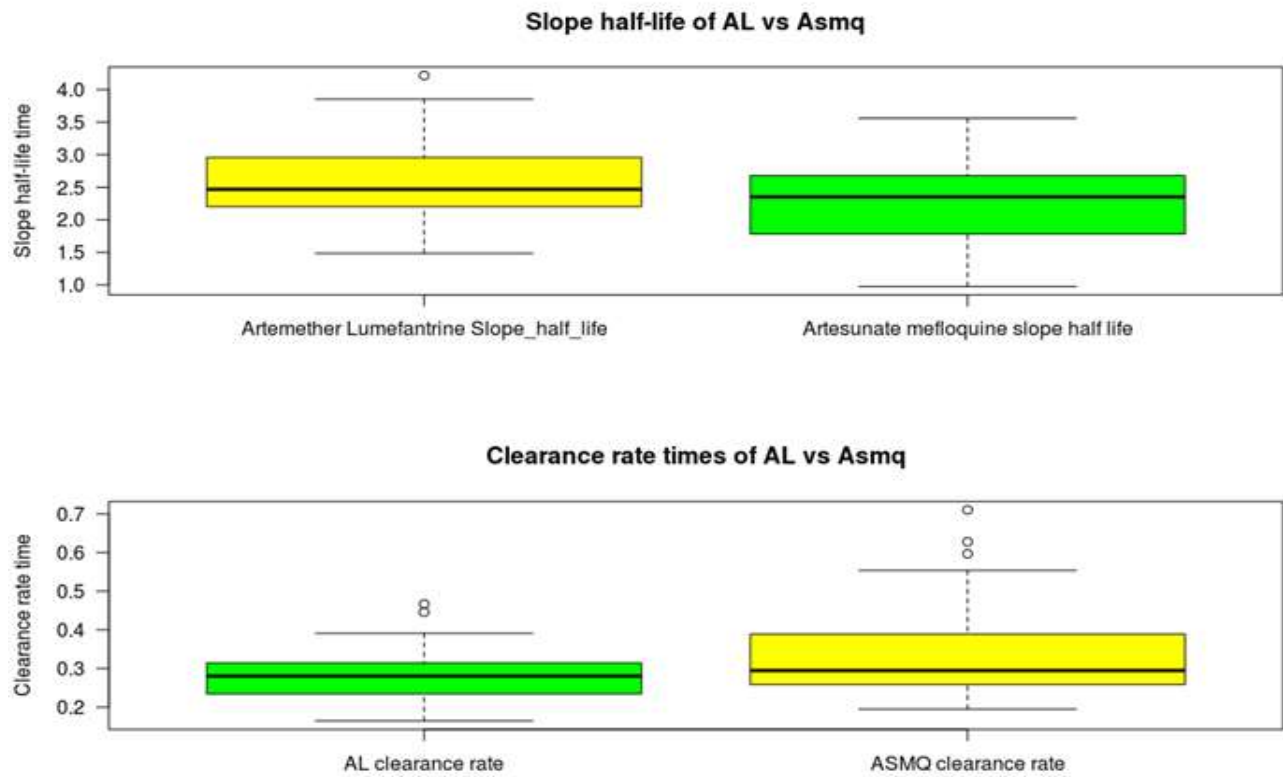 Slope half-life of AL vs Asmq
Slope half-life time
4.0
3.5
3.0
2.5
2.0
1.5
1.0
Artemether Lumefantrine Slope_half_life
Artesunate mefloquine slope half life
Clearance rate times of AL vs Asmq
Clearance rate time
0.7
0.6
0.5
0.4
0.3
0.2
AL clearance rate
ASMQ clearance rate